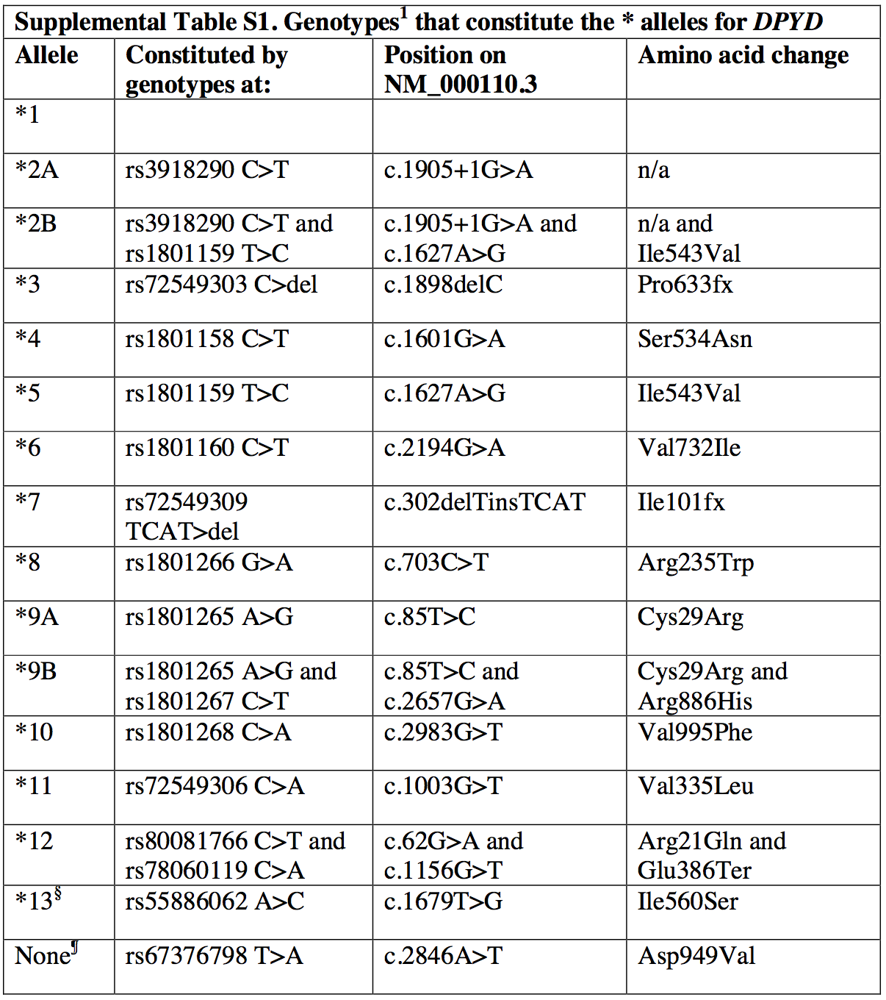 Supplemental Table S1. Genotypes¹ that constitute the * alleles for DPYD
Allele Constituted by genotypes at: Position on NM_000110.3 Amino acid change
*1
*2A rs3918290 C>T c.1905+1G>A n/a
*2B rs3918290 C>T and rs1801159 T>C c.1905+1G>A and c.1627A>G n/a and Ile543Val
*3 rs72549303 C>del c.1898delC Pro633fx
*4 rs1801158 C>T c.1601G>A Ser534Asn
*5 rs1801159 T>C c.1627A>G Ile543Val
*6 rs1801160 C>T c.2194G>A Val732Ile
*7 rs72549309 TCAT>del c.302delTinsTCAT Ile101fx
*8 rs1801266 G>A c.703C>T Arg235Trp
*9A rs1801265 A>G c.85T>C Cys29Arg
*9B rs1801265 A>G and rs1801267 C>T c.85T>C and c.2657G>A Cys29Arg and Arg886His
*10 rs1801268 C>A c.2983G>T Val995Phe
*11 rs72549306 C>A c.1003G>T Val335Leu
*12 rs80081766 C>T and rs78060119 C>A c.62G>A and c.1156G>T Arg21Gln and Glu386Ter
*13§ rs55886062 A>C c.1679T>G Ile560Ser
None¶ rs67376798 T>A c.2846A>T Asp949Val